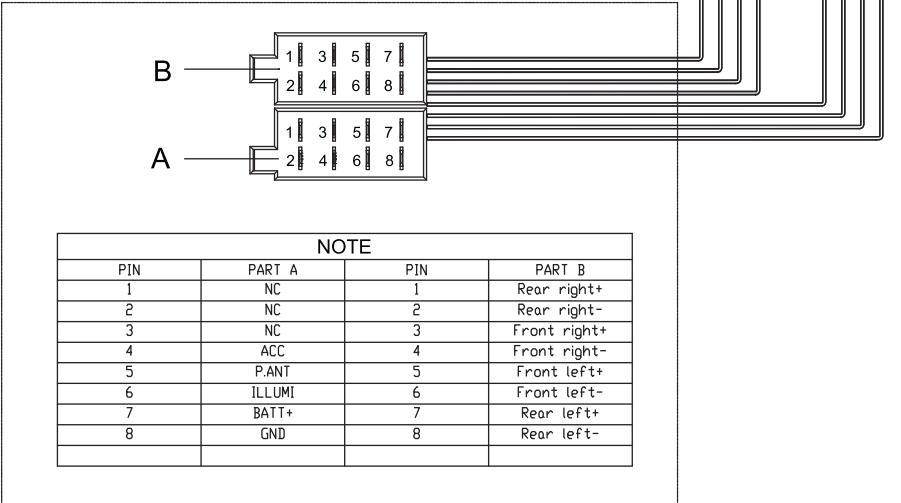 1 3 5 7
B
2 4 6 8
1 3 5 7
A
2 4 6 8
NOTE
PIN PART A PIN PART B
1 NC 1 Rear right+
2 NC 2 Rear right-
3 NC 3 Front right+
4 ACC 4 Front right-
5 P.ANT 5 Front left+
6 ILLUMI 6 Front left-
7 BATT+ 7 Rear left+
8 GND 8 Rear left-